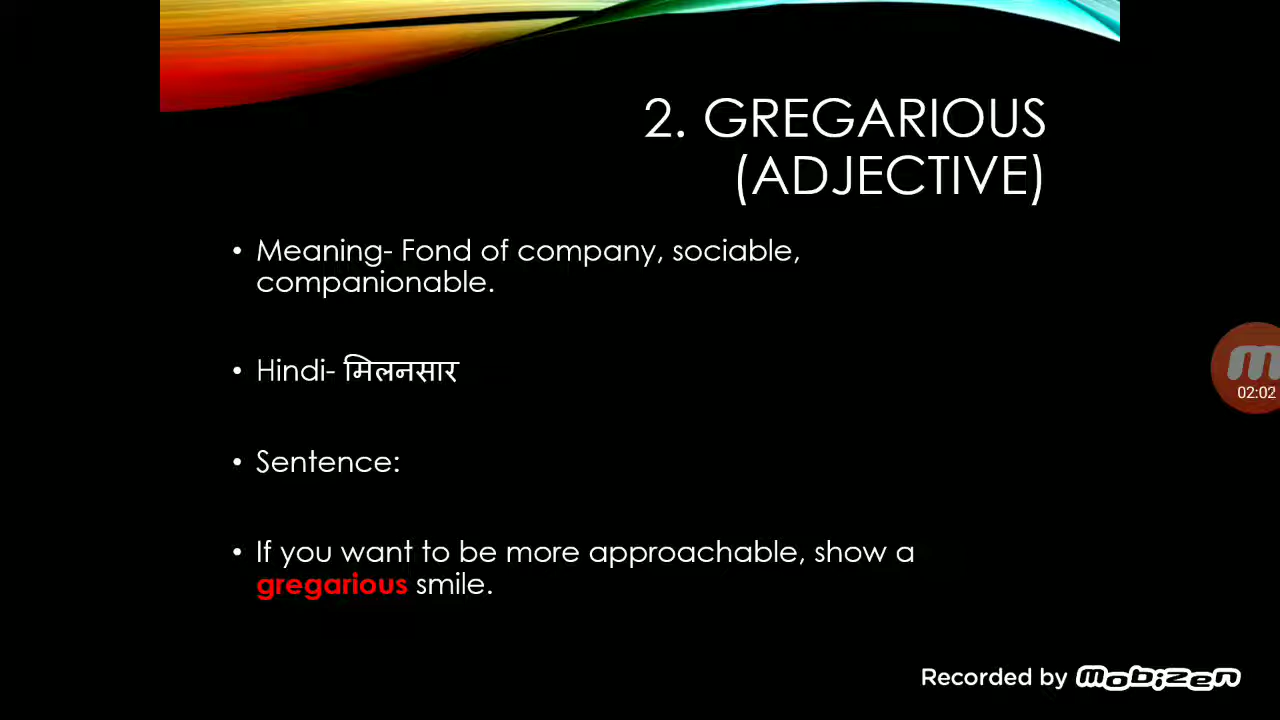 2. GREGARIOUS
(ADJECTIVE)
• Meaning- Fond of company, sociable,
companionable.
• Hindi- मिलनसार
• Sentence:
• If you want to be more approachable, show a
gregarious smile.
02:02
Recorded by mobizen